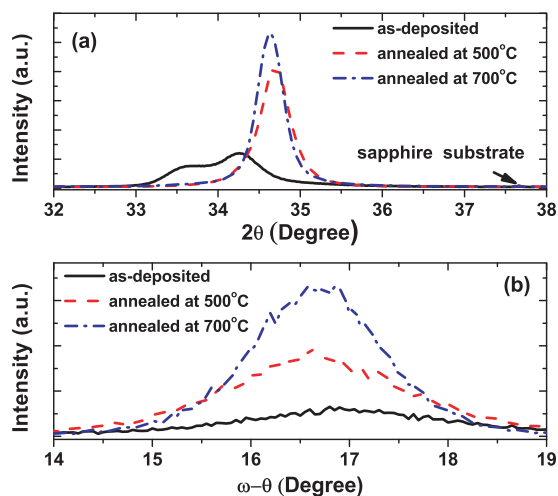 (a)
as-deposited
annealed at 500°C
annealed at 700°C
sapphire substrate
Intensity (a.u.)
32 33 34 35 36 37 38
2θ (Degree)
(b)
as-deposited
annealed at 500°C
annealed at 700°C
Intensity (a.u.)
14 15 16 17 18 19
ω−θ (Degree)